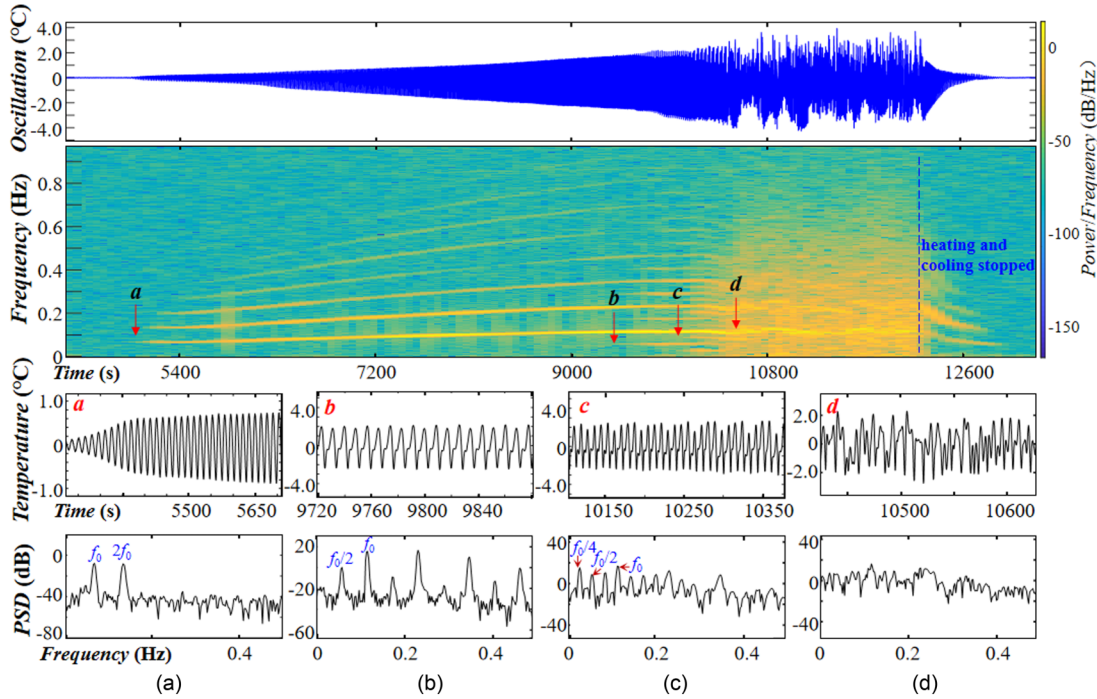 Oscillation (°C)
4.0
2.0
0
-2.0
-4.0
Frequency (Hz)
0.8
0.6
0.4
0.2
0
a
b
c
d
heating and
cooling stopped
0
-50
-100
-150
Power/Frequency (dB/Hz)
Time (s)
5400
7200
9000
10800
12600
Temperature (°C)
1.0
0
-1.0
a
Time (s)
5500
5650
4.0
0
-4.0
b
9720
9760
9800
9840
4.0
0
-4.0
c
10150
10250
10350
2.0
0
-2.0
d
10500
10600
PSD (dB)
0
-40
-80
f0
2f0
Frequency (Hz)
0.4
20
-20
-60
f0/2
f0
0
0.2
0.4
40
0
-40
f0/4
f0/2
f0
0
0.2
0.4
40
0
-40
0
0.2
0.4
(a)
(b)
(c)
(d)